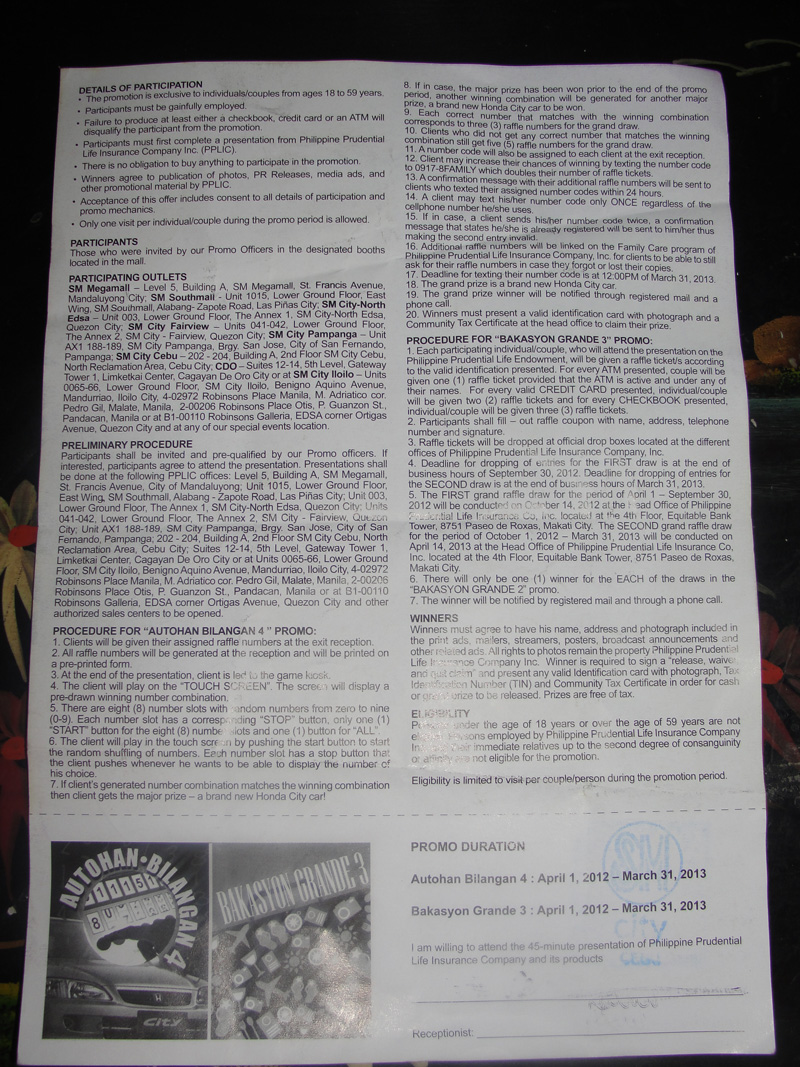 DETAILS OF PARTICIPATION
• The promotion is exclusive to individuals/couples from ages 18 to 59 years.
• Participants must be gainfully employed.
• Failure to produce at least either a checkbook, credit card or an ATM will
disqualify the participant from the promotion.
• Participants must first complete a presentation from Philippine Prudential
Life Insurance Company Inc. (PPLIC).
• There is no obligation to buy anything to participate in the promotion.
• Winners agree to publication of photos, PR Releases, media ads, and
other promotional material by PPLIC.
• Acceptance of this offer includes consent to all details of participation and
promo mechanics.
• Only one visit per individual/couple during the promo period is allowed.
PARTICIPANTS
Those who were invited by our Promo Officers in the designated booths
located in the mall.
PARTICIPATING OUTLETS
SM Megamall – Level 5, Building A, SM Megamall, St. Francis Avenue,
Mandaluyong City; SM Southmall - Unit 1015, Lower Ground Floor, East
Wing, SM Southmall, Alabang- Zapote Road, Las Piñas City; SM City-North
Edsa – Unit 003, Lower Ground Floor, The Annex 1, SM City-North Edsa,
Quezon City; SM City Fairview – Units 041-042, Lower Ground Floor,
The Annex 2, SM City - Fairview, Quezon City; SM City Pampanga – Unit
AX1 188-189, SM City Pampanga, Brgy. San Jose, City of San Fernando,
Pampanga; SM City Cebu – 202 - 204, Building A, 2nd Floor SM City Cebu,
North Reclamation Area, Cebu City; CDO – Suites 12-14, 5th Level, Gateway
Tower 1, Limketkai Center, Cagayan De Oro City or at SM City Iloilo – Units
0065-66, Lower Ground Floor, SM City Iloilo, Benigno Aquino Avenue,
Mandurriao, Iloilo City, 4-02972 Robinson Place Manila, M. Adriatico cor.
Pedro Gil, Malate, Manila, 2-00206 Robinsons Place Otis, P. Guanzon St.,
Pandacan, Manila or at B1-00110 Robinsons Galleria, EDSA corner Ortigas
Avenue, Quezon City and at any of our special events location.
PRELIMINARY PROCEDURE
Participants shall be invited and pre-qualified by our Promo officers. If
interested, participants agree to attend the presentation. Presentations shall
be done at the following PPLIC offices: Level 5, Building A, SM Megamall,
St. Francis Avenue, City of Mandaluyong; Unit 1015, Lower Ground Floor,
East Wing, SM Southmall, Alabang - Zapote Road, Las Piñas City; Unit 003,
Lower Ground Floor, The Annex 1, SM City-North Edsa, Quezon City; Units
041-042, Lower Ground Floor, The Annex 2, SM City - Fairview, Quezon
City; Unit AX1 188-189, SM City Pampanga, Brgy. San Jose, City of San
Fernando, Pampanga; 202 - 204, Building A, 2nd Floor SM City Cebu, North
Reclamation Area, Cebu City; Suites 12-14, 5th Level, Gateway Tower 1,
Limketkai Center, Cagayan De Oro City or at Units 0065-66, Lower Ground
Floor, SM City Iloilo, Benigno Aquino Avenue, Mandurriao, Iloilo City, 4-02972
Robinsons Place Manila, M. Adriatico cor. Pedro Gil, Malate, Manila, 2-00206
Robinsons Place Otis, P. Guanzon St., Pandacan, Manila or at B1-00110
Robinsons Galleria, EDSA corner Ortigas Avenue, Quezon City and other
authorized sales centers to be opened.
PROCEDURE FOR "AUTOHAN BILANGAN 4" PROMO:
1. Clients will be given their assigned raffle numbers at the exit reception.
2. All raffle numbers will be generated at the reception and will be printed on
a pre-printed form.
3. At the end of the presentation, client is led to the game kiosk.
4. The client will play on the "TOUCH SCREEN". The screen will display a
pre-drawn winning number combination.
5. There are eight (8) number slots with random numbers from zero to nine
(0-9). Each number slot has a corresponding "STOP" button, only one (1)
"START" button for the eight (8) number slots and one (1) button for "ALL".
6. The client will play in the touch screen by pushing the start button to start
the random shuffling of numbers. Each number slot has a stop button that
the client pushes whenever he wants to be able to display the number of
his choice.
7. If client's generated number combination matches the winning combination
then client gets the major prize – a brand new Honda City car!
8. If in case, the major prize has been won prior to the end of the promo
period, another winning combination will be generated for another major
prize, a brand new Honda City car to be won.
9. Each correct number that matches with the winning combination
corresponds to three (3) raffle numbers for the grand draw.
10. Clients who did not get any correct number that matches the winning
combination still get five (5) raffle numbers for the grand draw.
11. A number code will also be assigned to each client at the exit reception.
12. Client may increase their chances of winning by texting the number code
to 0917-8FAMILY which doubles their number of raffle tickets.
13. A confirmation message with their additional raffle numbers will be sent to
clients who texted their assigned number codes within 24 hours.
14. A client may text his/her number code only ONCE regardless of the
cellphone number he/she uses.
15. If in case, a client sends his/her number code twice, a confirmation
message that states he/she is already registered will be sent to him/her thus
making the second entry invalid.
16. Additional raffle numbers will be linked on the Family Care program of
Philippine Prudential Life Insurance Company, Inc. for clients to be able to still
ask for their raffle numbers in case they forgot or lost their copies.
17. Deadline for texting their number code is at 12:00PM of March 31, 2013.
18. The grand prize is a brand new Honda City car.
19. The grand prize winner will be notified through registered mail and a
phone call.
20. Winners must present a valid identification card with photograph and a
Community Tax Certificate at the head office to claim their prize.
PROCEDURE FOR "BAKASYON GRANDE 3" PROMO:
1. Each participating individual/couple, who will attend the presentation on the
Philippine Prudential Life Endowment, will be given a raffle ticket/s according
to the valid identification presented. For every ATM presented, couple will be
given one (1) raffle ticket provided that the ATM is active and under any of
their names. For every valid CREDIT CARD presented, individual/couple
will be given two (2) raffle tickets and for every CHECKBOOK presented,
individual/couple will be given three (3) raffle tickets.
2. Participants shall fill – out raffle coupon with name, address, telephone
number and signature.
3. Raffle tickets will be dropped at official drop boxes located at the different
offices of Philippine Prudential Life Insurance Company, Inc.
4. Deadline for dropping of entries for the FIRST draw is at the end of
business hours of September 30, 2012. Deadline for dropping of entries for
the SECOND draw is at the end of business hours of March 31, 2013.
5. The FIRST grand raffle draw for the period of April 1 – September 30,
2012 will be conducted on October 14, 2012 at the Head Office of Philippine
Prudential Life Insurance Co, Inc. located at the 4th Floor, Equitable Bank
Tower, 8751 Paseo de Roxas, Makati City. The SECOND grand raffle draw
for the period of October 1, 2012 – March 31, 2013 will be conducted on
April 14, 2013 at the Head Office of Philippine Prudential Life Insurance Co,
Inc. located at the 4th Floor, Equitable Bank Tower, 8751 Paseo de Roxas,
Makati City.
6. There will only be one (1) winner for the EACH of the draws in the
"BAKASYON GRANDE 2" promo.
7. The winner will be notified by registered mail and through a phone call.
WINNERS
Winners must agree to have his name, address and photograph included in
the print ads, mailers, streamers, posters, broadcast announcements and
other related ads. All rights to photos remain the property Philippine Prudential
Life Insurance Company Inc. Winner is required to sign a "release, waiver
and quit claim" and present any valid Identification Card with photograph, Tax
Identification Number (TIN) and Community Tax Certificate in order for cash
or prize to be released. Prizes are free of tax.
ELIGIBILITY
under the age of 18 years or over the age of 59 years are not
employed by Philippine Prudential Life Insurance Company
immediate relatives up to the second degree of consanguinity
or affinity are not eligible for the promotion.
Eligibility is limited to visit per couple/person during the promotion period.
AUTOHAN•BILANGAN 4
City
BAKASYON GRANDE 3
PROMO DURATION
Autohan Bilangan 4 : April 1, 2012 – March 31, 2013
Bakasyon Grande 3 : April 1, 2012 – March 31, 2013
I am willing to attend the 45-minute presentation of Philippine Prudential
Life Insurance Company and its products
Receptionist:
SM
City